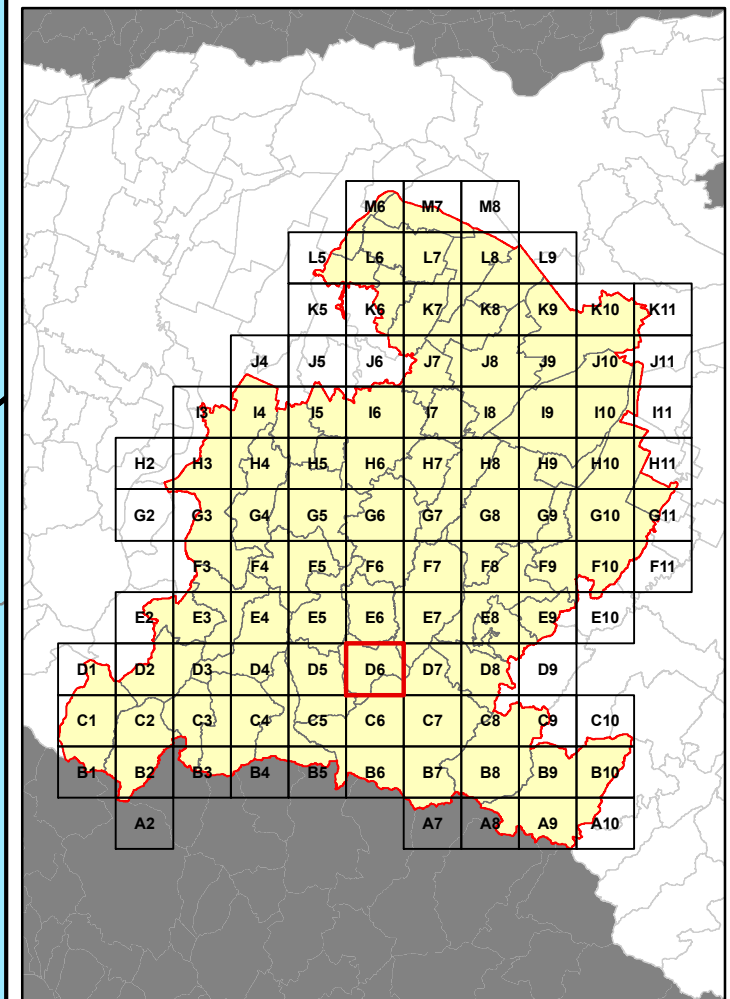 M6 M7 M8
L5 L6 L7 L8 L9
K5 K6 K7 K8 K9 K10 K11
J4 J5 J6 J7 J8 J9 J10 J11
I3 I4 I5 I6 I7 I8 I9 I10 I11
H2 H3 H4 H5 H6 H7 H8 H9 H10 H11
G2 G3 G4 G5 G6 G7 G8 G9 G10 G11
F3 F4 F5 F6 F7 F8 F9 F10 F11
E2 E3 E4 E5 E6 E7 E8 E9 E10
D1 D2 D3 D4 D5 D6 D7 D8 D9
C1 C2 C3 C4 C5 C6 C7 C8 C9 C10
B1 B2 B3 B4 B5 B6 B7 B8 B9 B10
A2 A7 A8 A9 A10